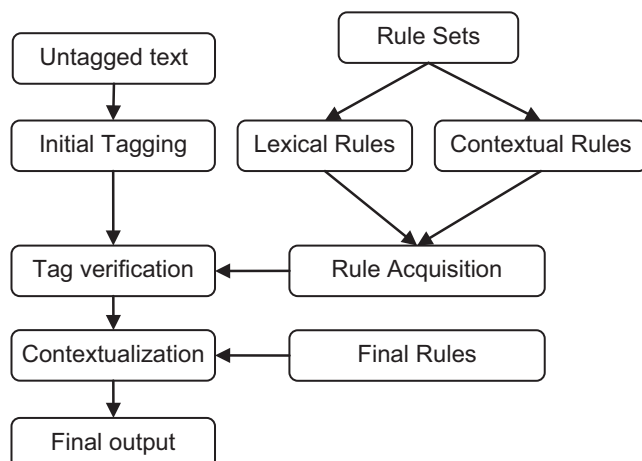 Untagged text
Rule Sets
Initial Tagging
Lexical Rules
Contextual Rules
Tag verification
Rule Acquisition
Contextualization
Final Rules
Final output